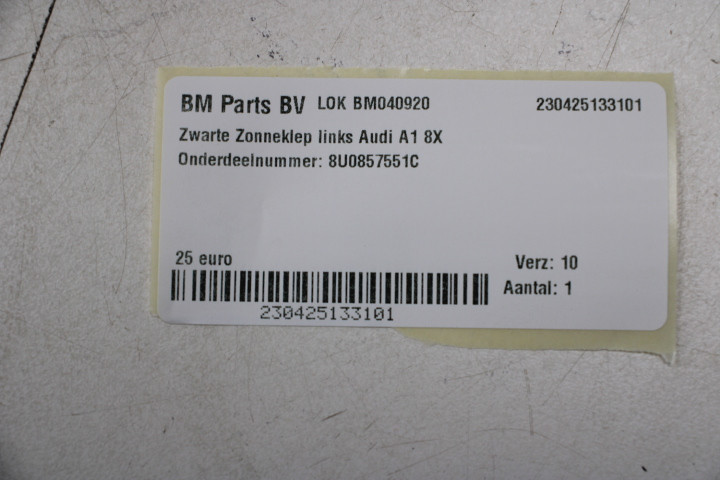 BM Parts BV LOK BM040920 230425133101
Zwarte Zonneklep links Audi A1 8X
Onderdeelnummer: 8U0857551C
25 euro Verz: 10
Aantal: 1
230425133101